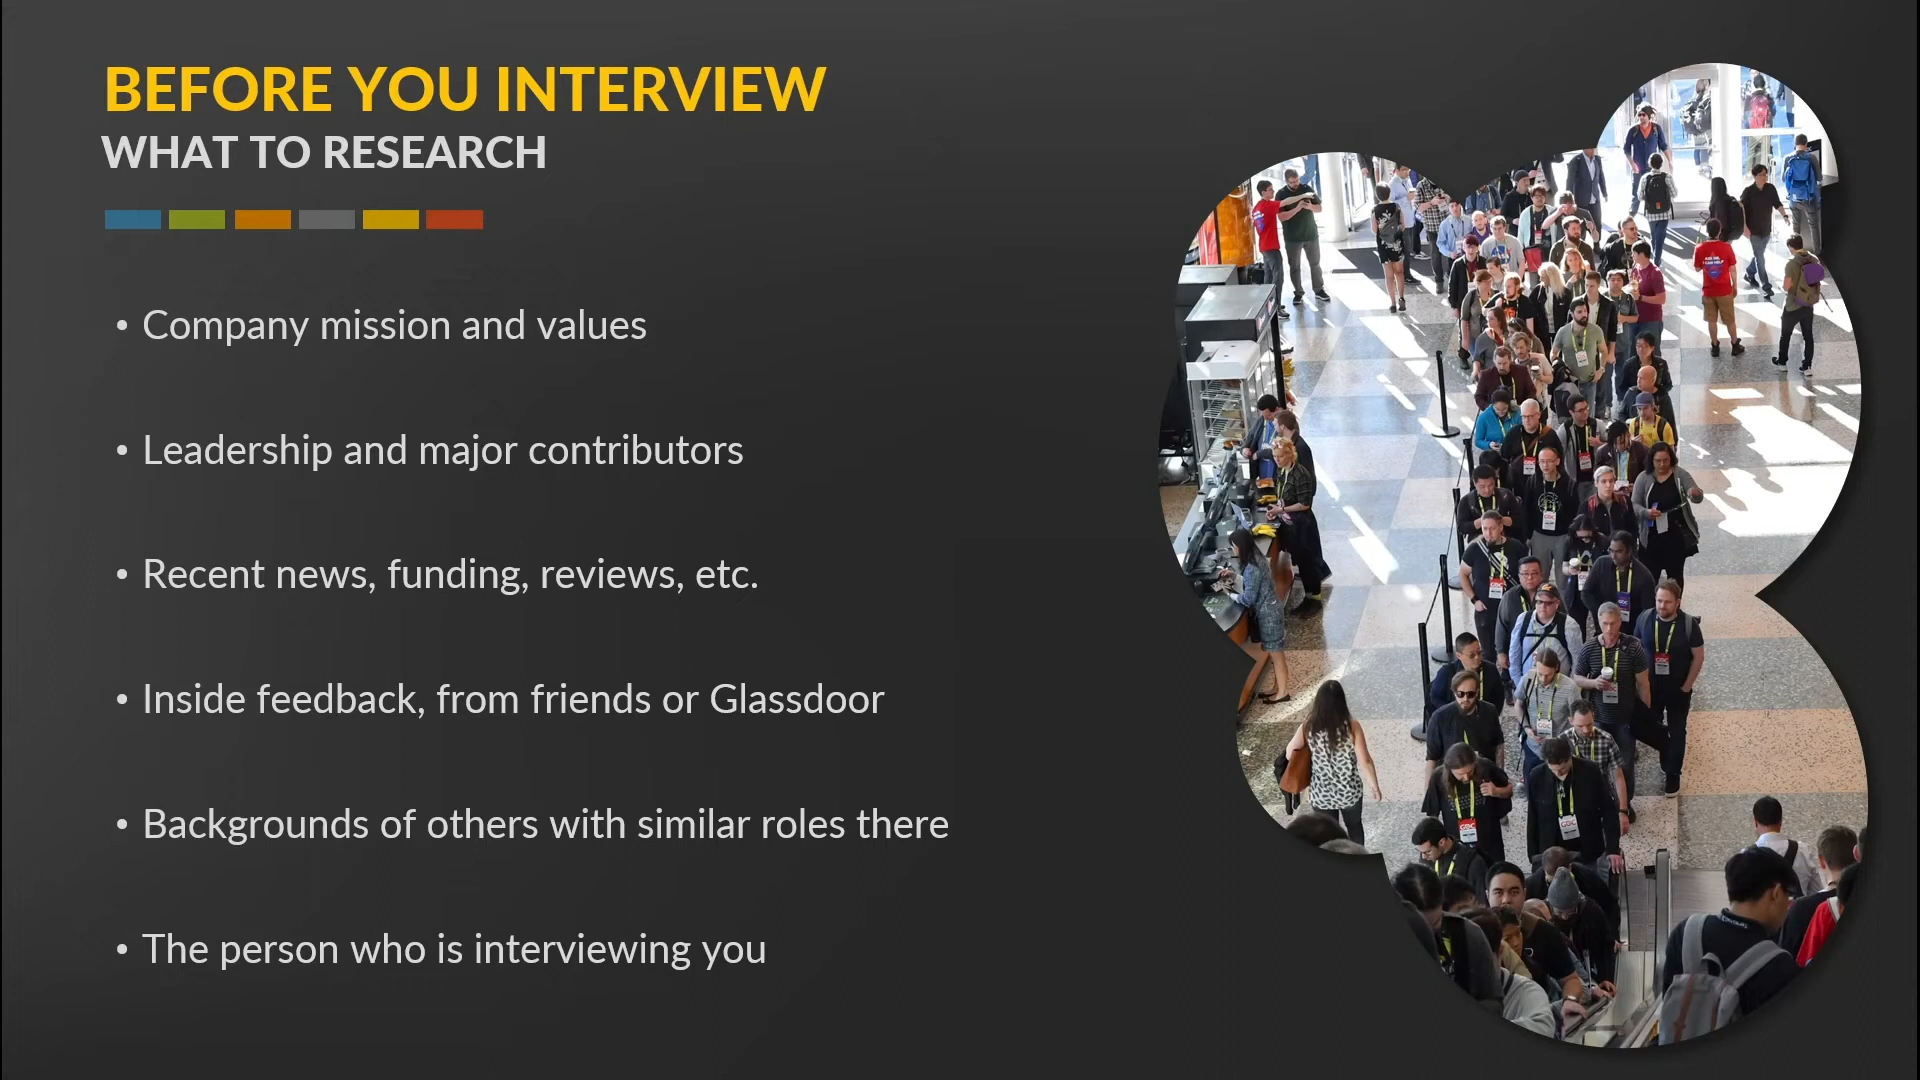 BEFORE YOU INTERVIEW
WHAT TO RESEARCH
• Company mission and values
• Leadership and major contributors
• Recent news, funding, reviews, etc.
• Inside feedback, from friends or Glassdoor
• Backgrounds of others with similar roles there
• The person who is interviewing you
GDC